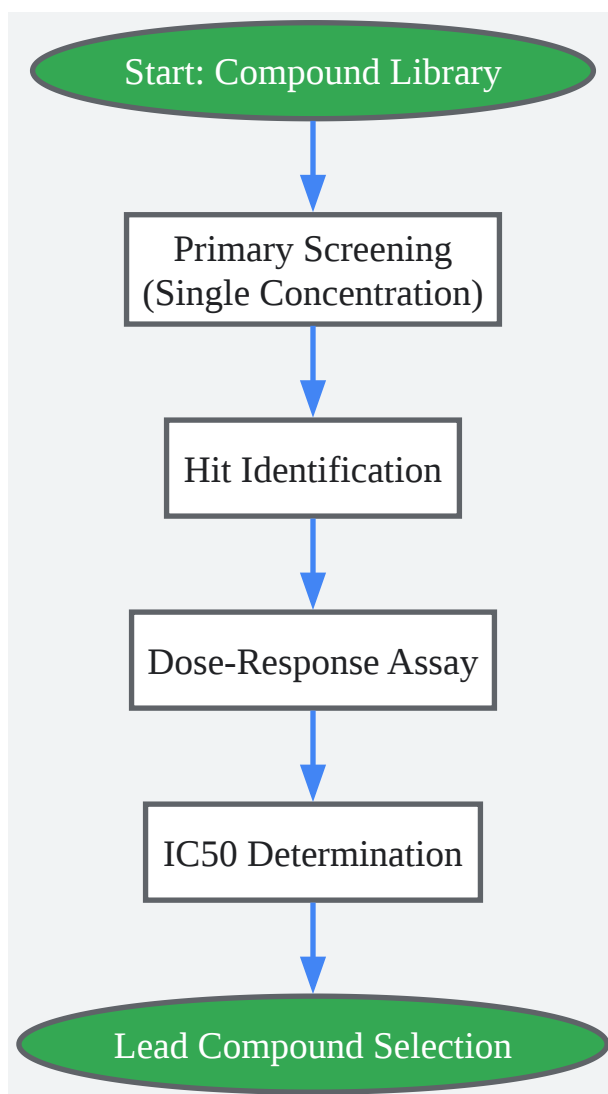 Start: Compound Library
Primary Screening
(Single Concentration)
Hit Identification
Dose-Response Assay
IC50 Determination
Lead Compound Selection